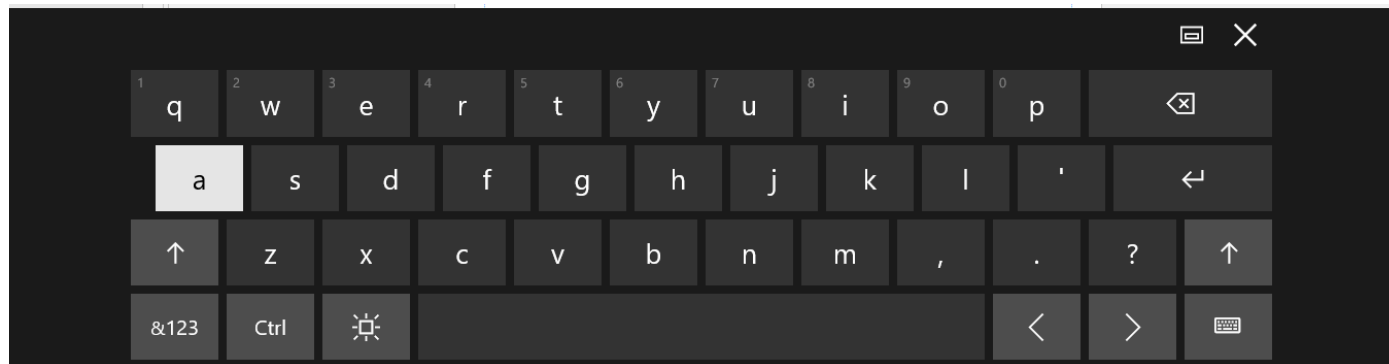 1 q 2 w 3 e 4 r 5 t 6 y 7 u 8 i 9 o 0 p
a s d f g h j k l '
z x c v b n m , . ?
&123 Ctrl